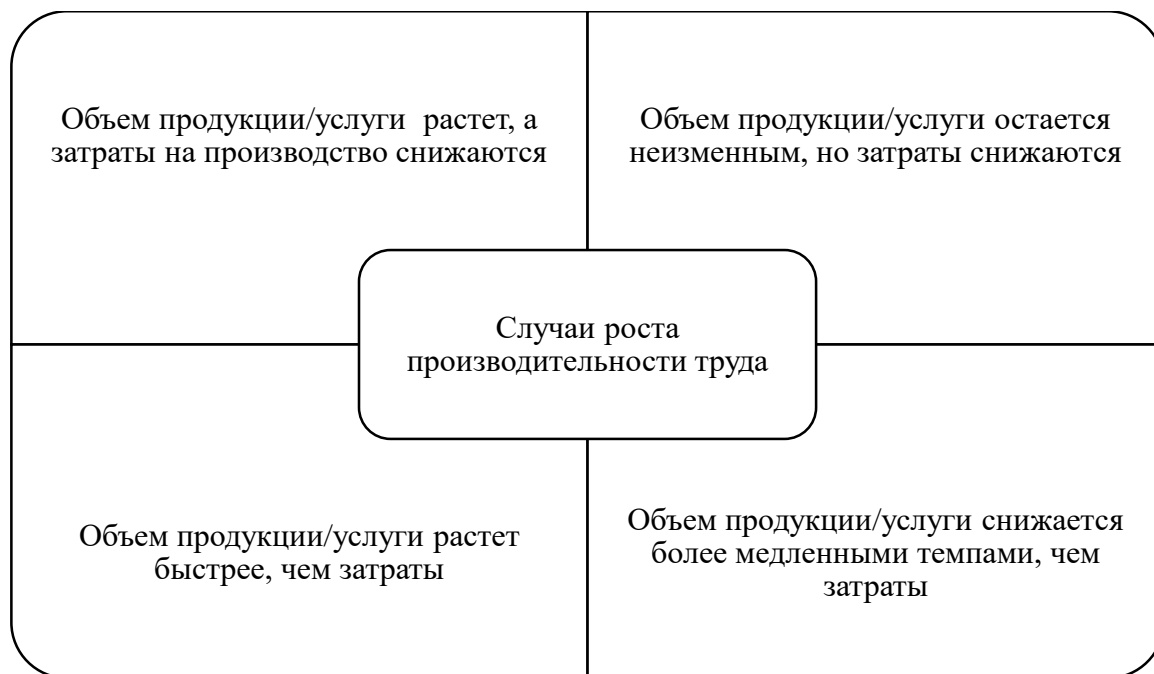 Объем продукции/услуги растет, а
затраты на производство снижаются
Объем продукции/услуги остается
неизменным, но затраты снижаются
Случаи роста
производительности труда
Объем продукции/услуги растет
быстрее, чем затраты
Объем продукции/услуги снижается
более медленными темпами, чем
затраты